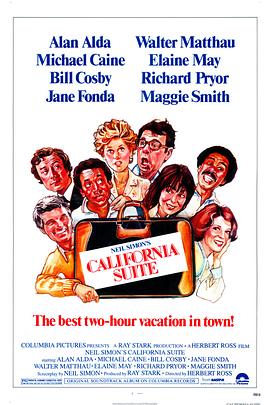 Alan Alda Walter Matthau
Michael Caine Elaine May
Bill Cosby Richard Pryor
Jane Fonda Maggie Smith
NEIL SIMON'S
CALIFORNIA
SUITE
The best two-hour vacation in town!
COLUMBIA PICTURES PRESENTS A RAY STARK PRODUCTION A HERBERT ROSS FILM
NEIL SIMON'S CALIFORNIA SUITE
starring ALAN ALDA • MICHAEL CAINE • BILL COSBY • JANE FONDA
WALTER MATTHAU • ELAINE MAY • RICHARD PRYOR • MAGGIE SMITH
Screenplay by NEIL SIMON • Produced by RAY STARK • Directed by HERBERT ROSS
PG
ORIGINAL SOUNDTRACK ALBUM ON COLUMBIA RECORDS